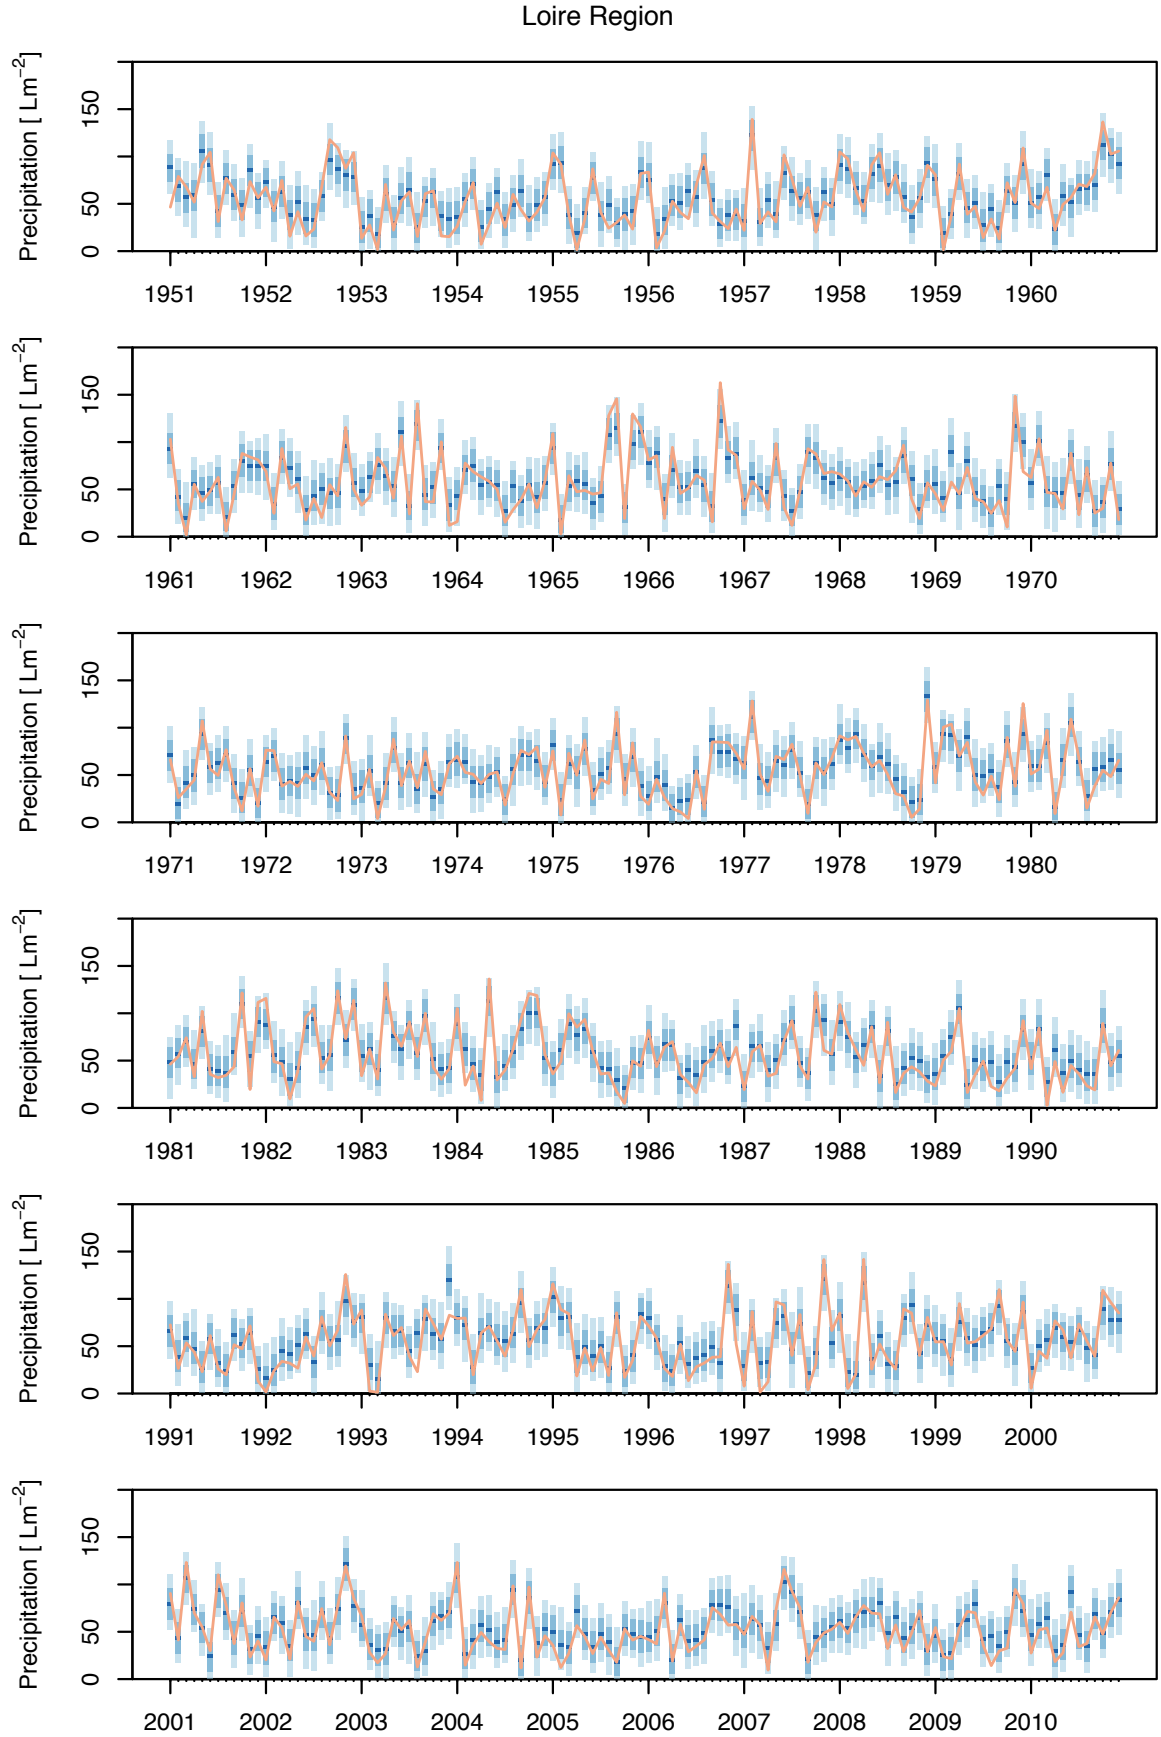 Loire Region
Precipitation [ Lm⁻²]
0 50 150
1951 1952 1953 1954 1955 1956 1957 1958 1959 1960
Precipitation [ Lm⁻²]
0 50 150
1961 1962 1963 1964 1965 1966 1967 1968 1969 1970
Precipitation [ Lm⁻²]
0 50 150
1971 1972 1973 1974 1975 1976 1977 1978 1979 1980
Precipitation [ Lm⁻²]
0 50 150
1981 1982 1983 1984 1985 1986 1987 1988 1989 1990
Precipitation [ Lm⁻²]
0 50 150
1991 1992 1993 1994 1995 1996 1997 1998 1999 2000
Precipitation [ Lm⁻²]
0 50 150
2001 2002 2003 2004 2005 2006 2007 2008 2009 2010